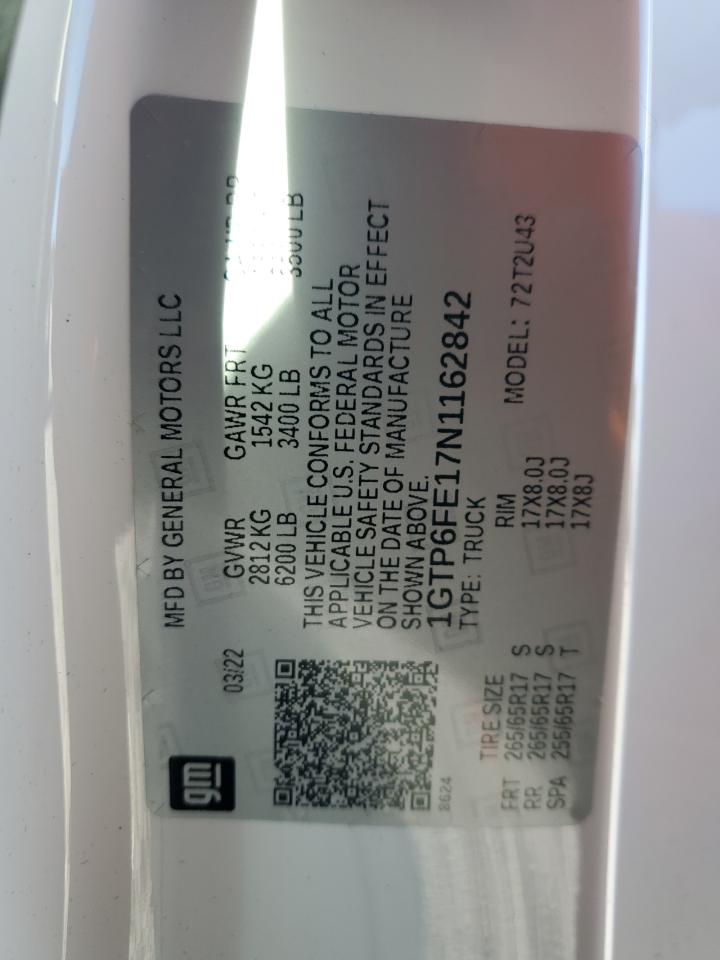 gm
MFD BY GENERAL MOTORS LLC
03/22 GVWR GAWR FRT
2812 KG 1542 KG
6200 LB 3400 LB LB
THIS VEHICLE CONFORMS TO ALL
APPLICABLE U.S. FEDERAL MOTOR
VEHICLE SAFETY STANDARDS IN EFFECT
ON THE DATE OF MANUFACTURE
SHOWN ABOVE.
1GTP6FE17N1162842
8624 TYPE: TRUCK
TIRE SIZE RIM MODEL: 72T2U43
FRT 265/65R17 S 17X8.0J
RR 265/65R17 S 17X8.0J
SPA 255/65R17 T 17X8J